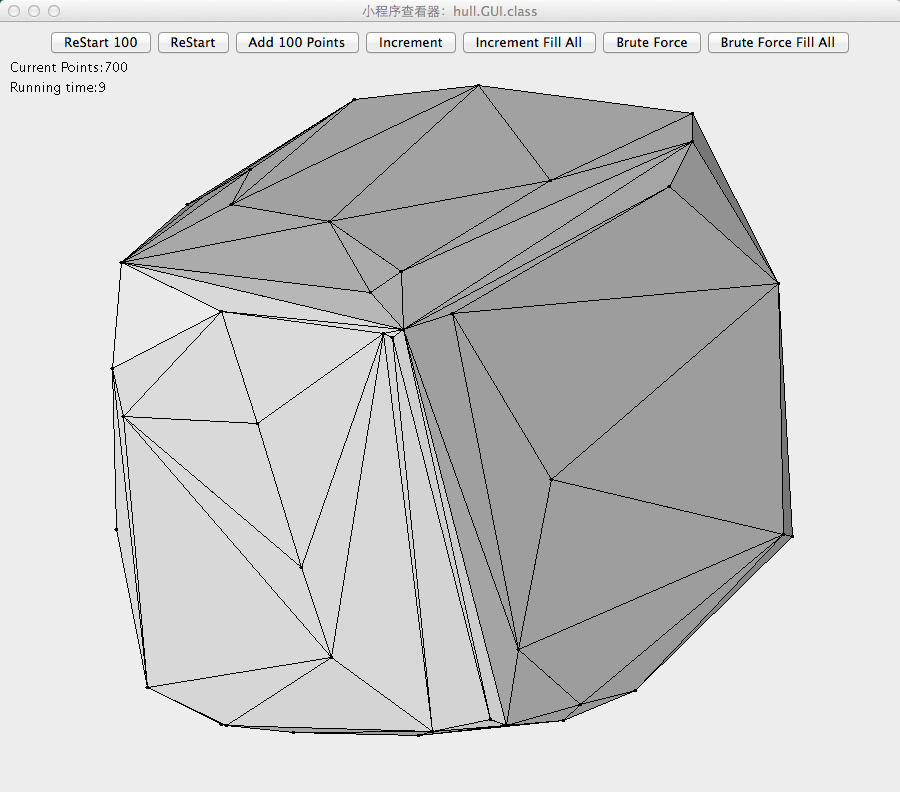 小程序查看器：hull.GUI.class
ReStart 100 ReStart Add 100 Points Increment Increment Fill All Brute Force Brute Force Fill All
Current Points:700
Running time:9